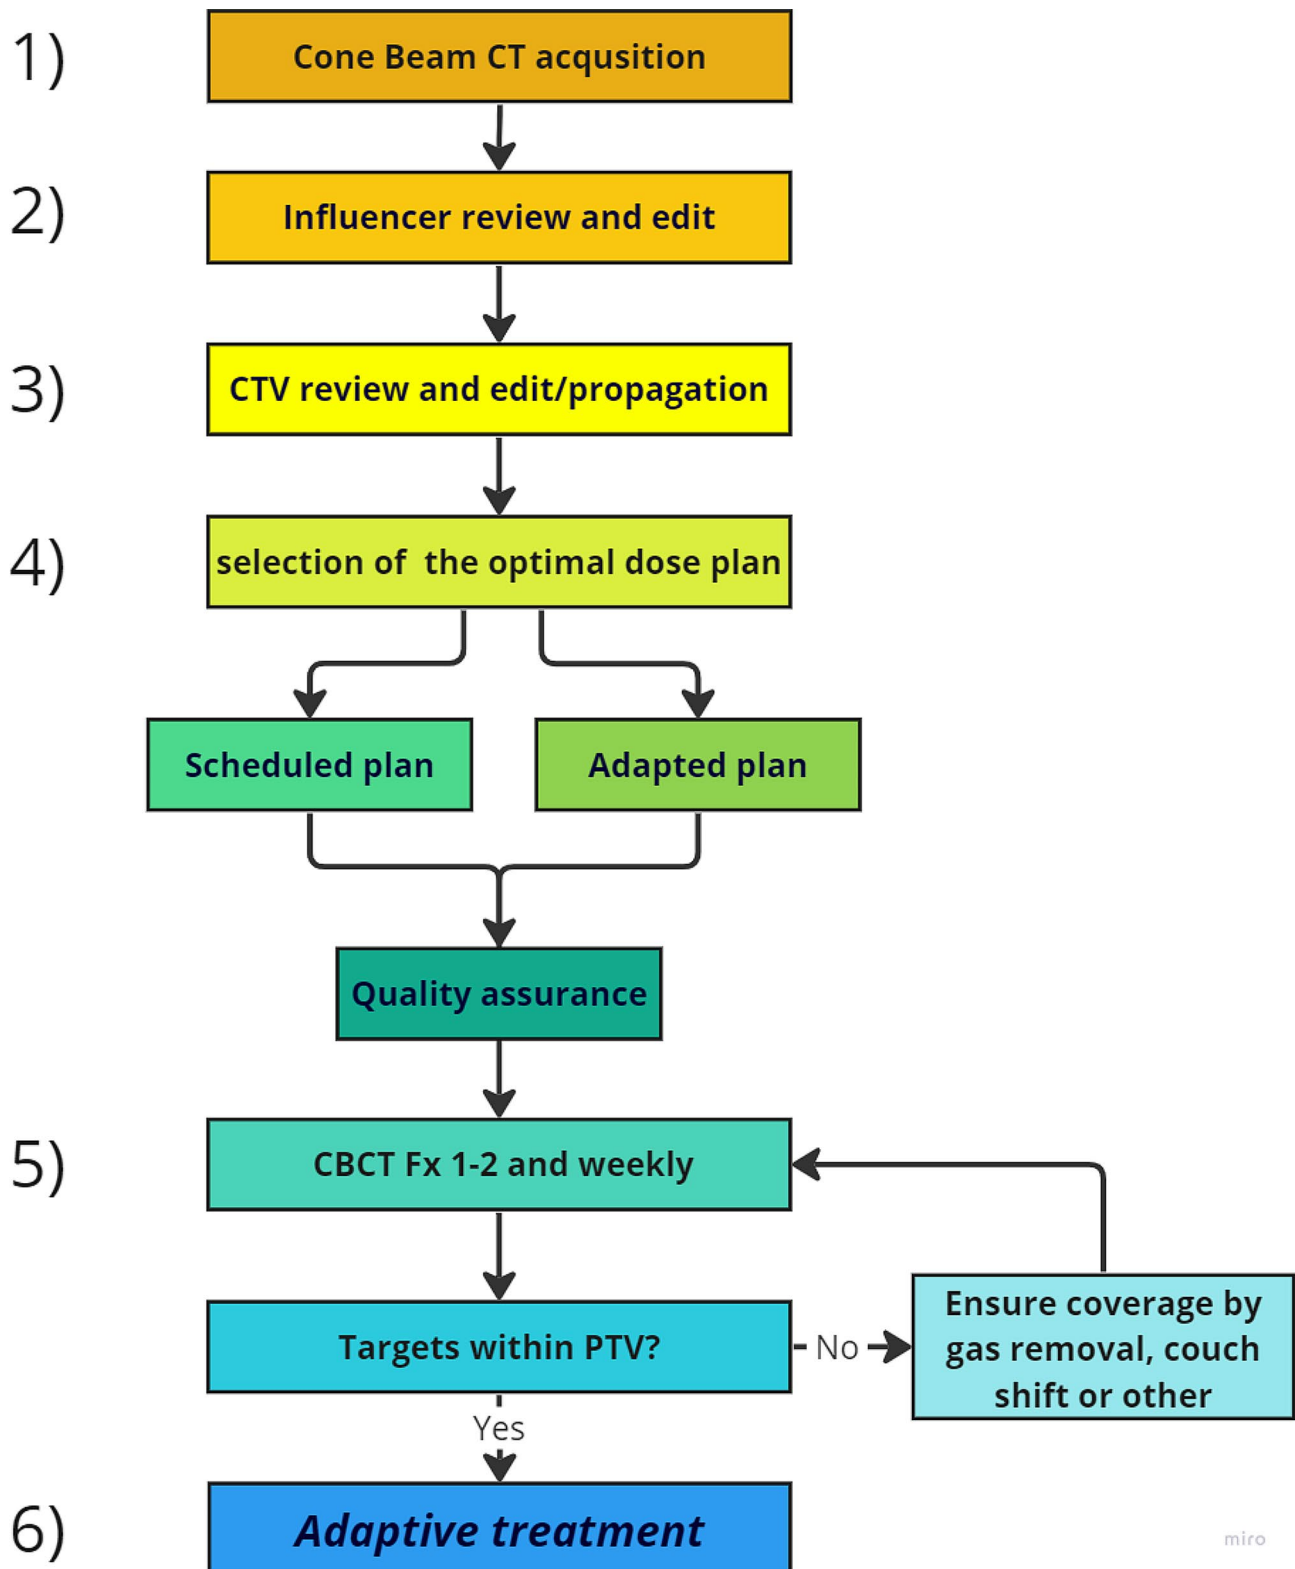 1)
Cone Beam CT acqusition
2)
Influencer review and edit
3)
CTV review and edit/propagation
4)
selection of  the optimal dose plan
Scheduled plan
Adapted plan
Quality assurance
5)
CBCT Fx 1-2 and weekly
Targets within PTV?
No
Ensure coverage by
gas removal, couch
shift or other
Yes
6)
Adaptive treatment
miro